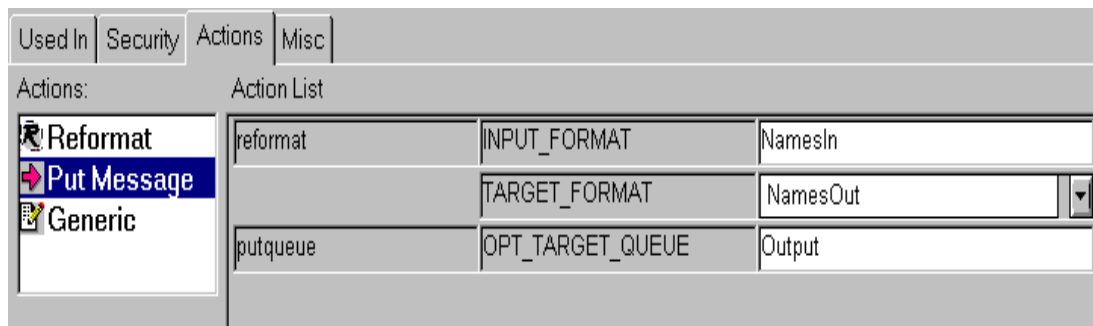 Used In Security Actions Misc
Actions: Action List
Reformat
Put Message
Generic
reformat INPUT_FORMAT NamesIn
TARGET_FORMAT NamesOut
putqueue OPT_TARGET_QUEUE Output